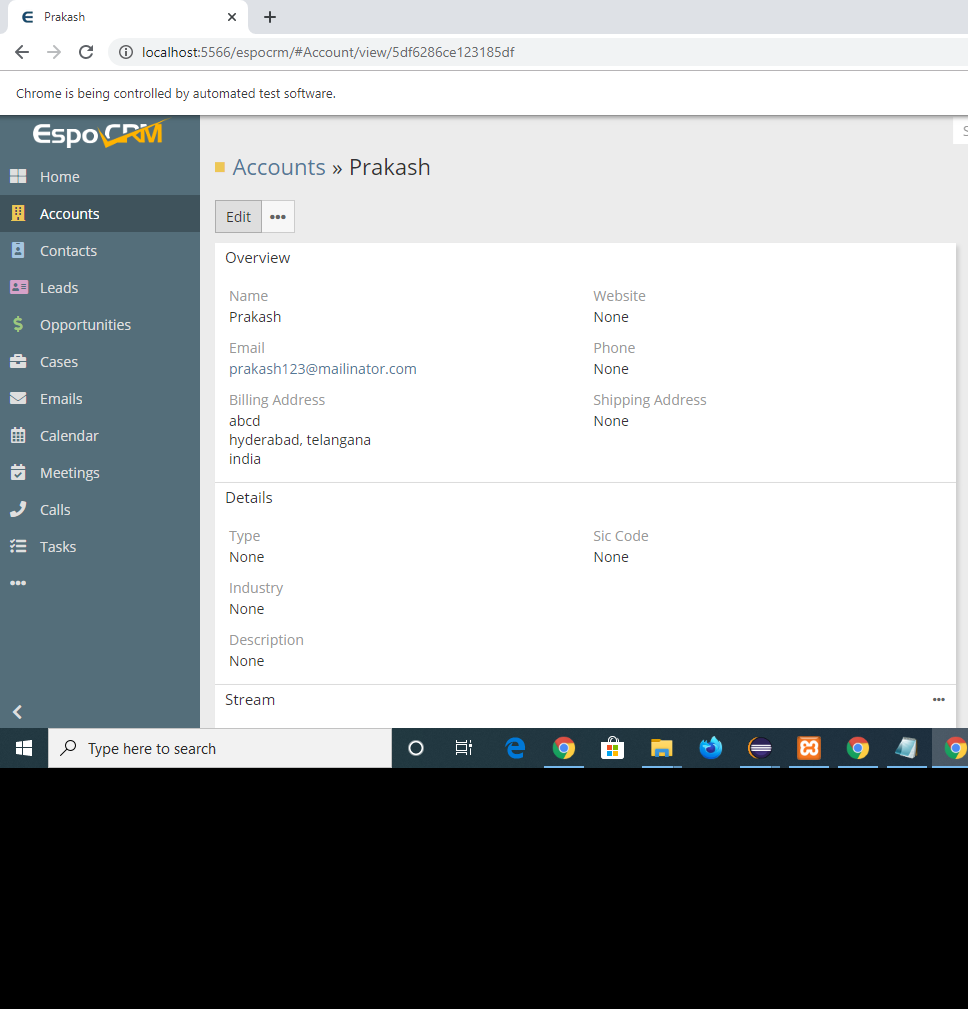 Prakash
localhost:5566/espocrm/#Account/view/5df6286ce123185df
Chrome is being controlled by automated test software.
EspoCRM
Home
Accounts
Contacts
Leads
Opportunities
Cases
Emails
Calendar
Meetings
Calls
Tasks
Accounts » Prakash
Edit
Overview
Name
Prakash
Website
None
Email
prakash123@mailinator.com
Phone
None
Billing Address
abcd
hyderabad, telangana
india
Shipping Address
None
Details
Type
None
Sic Code
None
Industry
None
Description
None
Stream
Type here to search